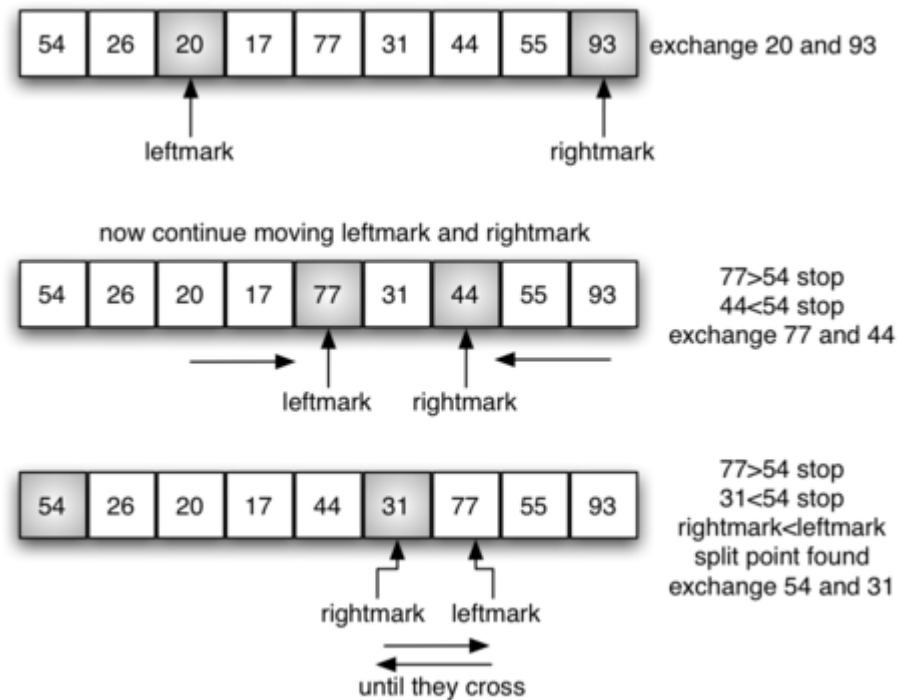 54 26 20 17 77 31 44 55 93 exchange 20 and 93
leftmark rightmark
now continue moving leftmark and rightmark
54 26 20 17 77 31 44 55 93
77>54 stop
44<54 stop
exchange 77 and 44
leftmark rightmark
54 26 20 17 44 31 77 55 93
77>54 stop
31<54 stop
rightmark<leftmark
split point found
exchange 54 and 31
rightmark leftmark
until they cross